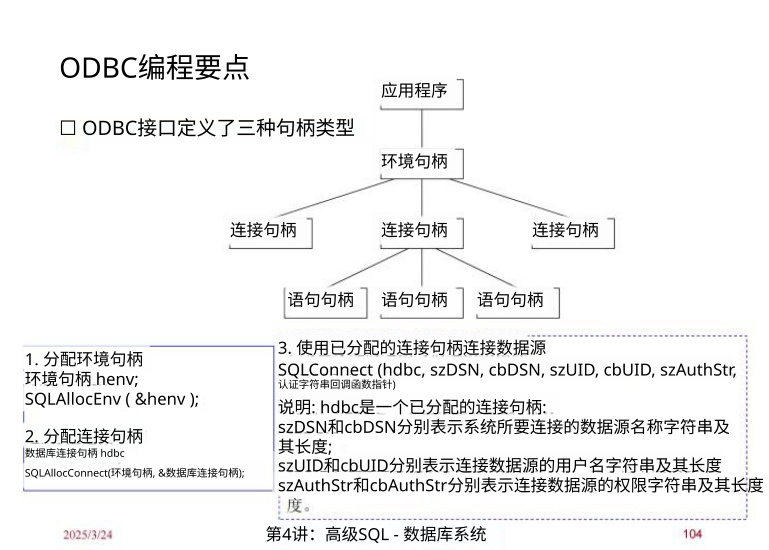 ODBC编程要点
应用程序
☐ ODBC接口定义了三种句柄类型
环境句柄
连接句柄 连接句柄 连接句柄
语句句柄 语句句柄 语句句柄
1. 分配环境句柄
环境句柄 henv;
SQLAllocEnv ( &henv );
2. 分配连接句柄
数据库连接句柄 hdbc
SQLAllocConnect(环境句柄, &数据库连接句柄);
3. 使用已分配的连接句柄连接数据源
SQLConnect (hdbc, szDSN, cbDSN, szUID, cbUID, szAuthStr,
认证字符串回调函数指针)
说明: hdbc是一个已分配的连接句柄:
szDSN和cbDSN分别表示系统所要连接的数据源名称字符串及
其长度;
szUID和cbUID分别表示连接数据源的用户名字符串及其长度
szAuthStr和cbAuthStr分别表示连接数据源的权限字符串及其长度
度。
2025/3/24
第4讲：高级SQL - 数据库系统
104